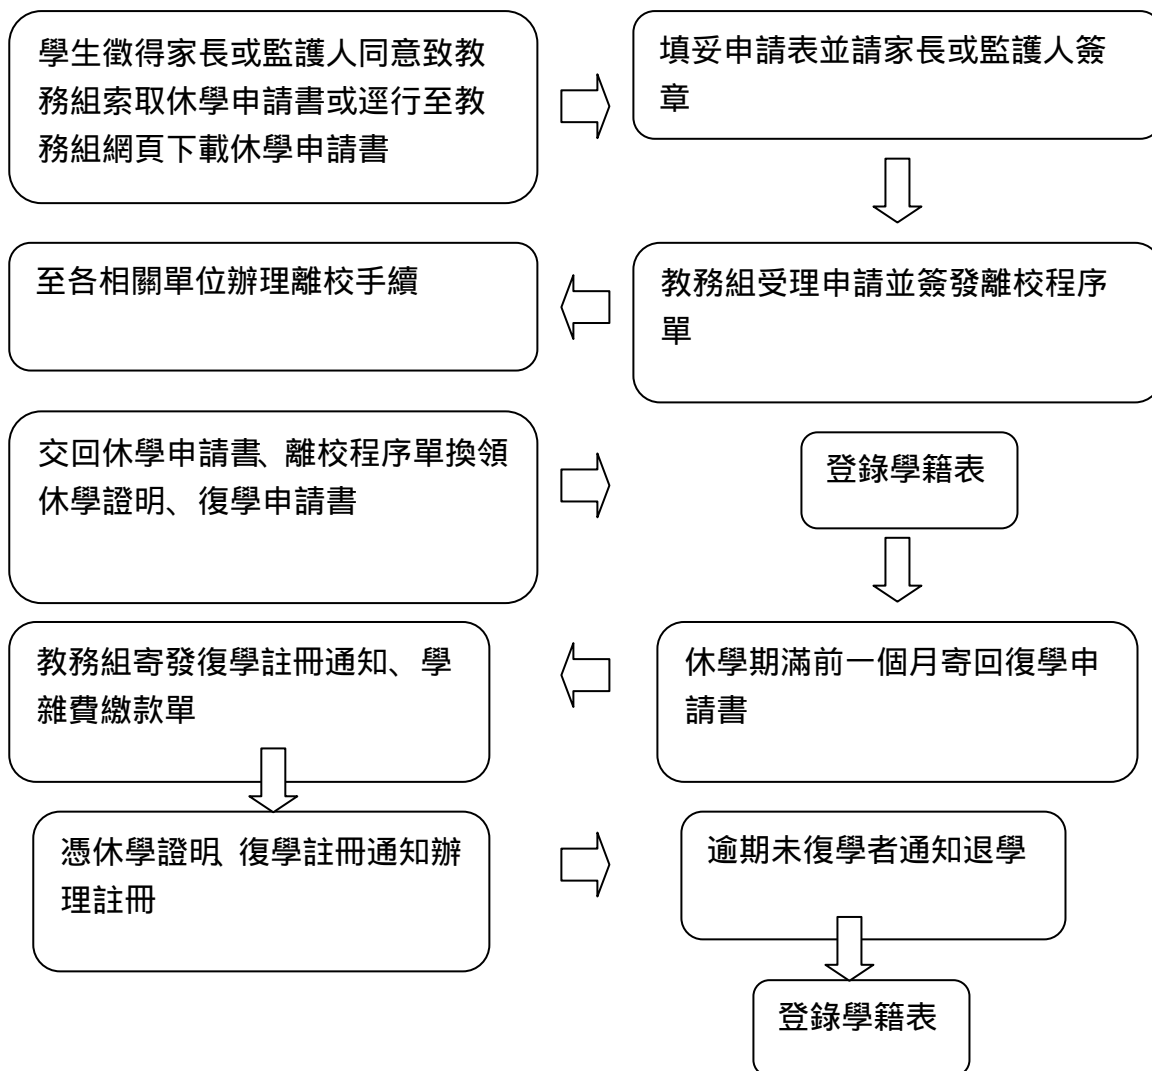 學生徵得家長或監護人同意致教
務組索取休學申請書或逕行至教
務組網頁下載休學申請書
填妥申請表並請家長或監護人簽
章
教務組受理申請並簽發離校程序
單
至各相關單位辦理離校手續
交回休學申請書、離校程序單換領
休學證明、復學申請書
登錄學籍表
休學期滿前一個月寄回復學申
請書
教務組寄發復學註冊通知、學
雜費繳款單
憑休學證明、復學註冊通知辦
理註冊
逾期未復學者通知退學
登錄學籍表